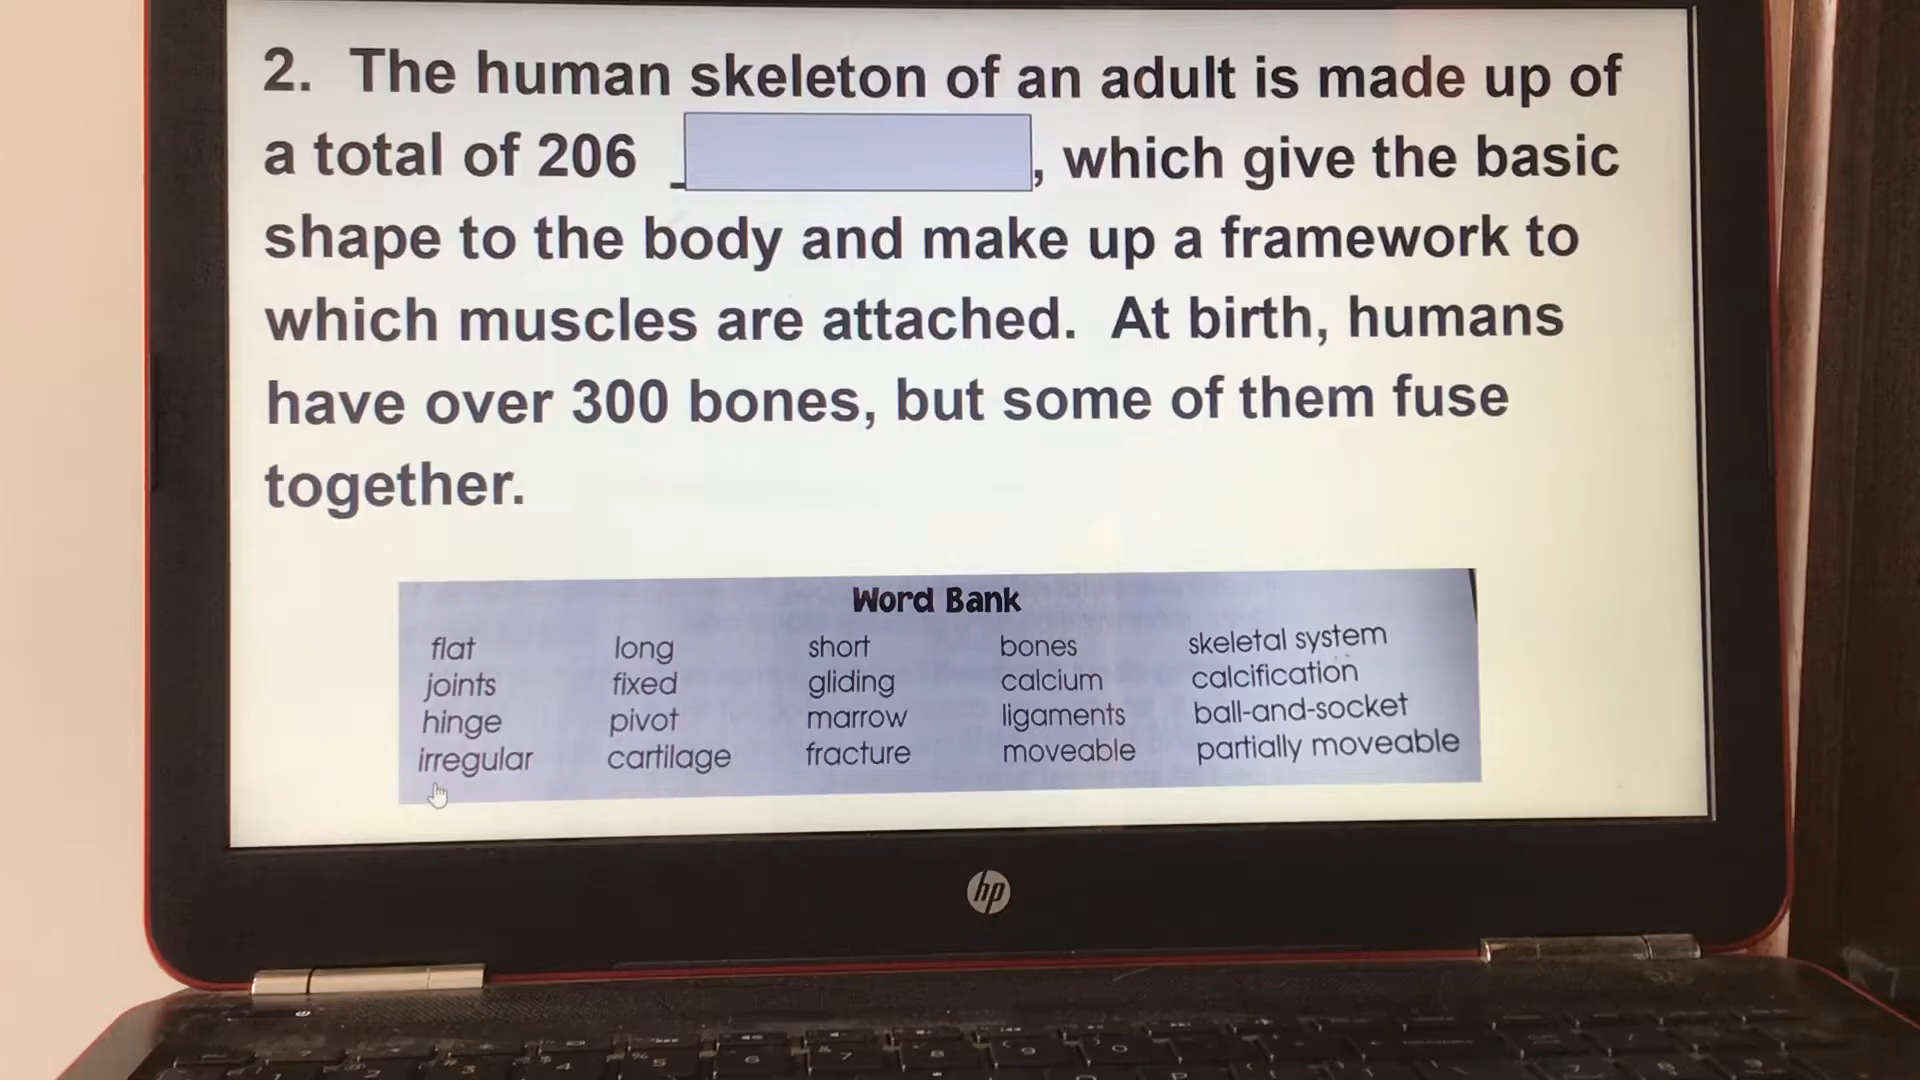 2. The human skeleton of an adult is made up of
a total of 206 _, which give the basic
shape to the body and make up a framework to
which muscles are attached. At birth, humans
have over 300 bones, but some of them fuse
together.
Word Bank
flat long short bones skeletal system
joints fixed gliding calcium calcification
hinge pivot marrow ligaments ball-and-socket
irregular cartilage fracture moveable partially moveable
hp